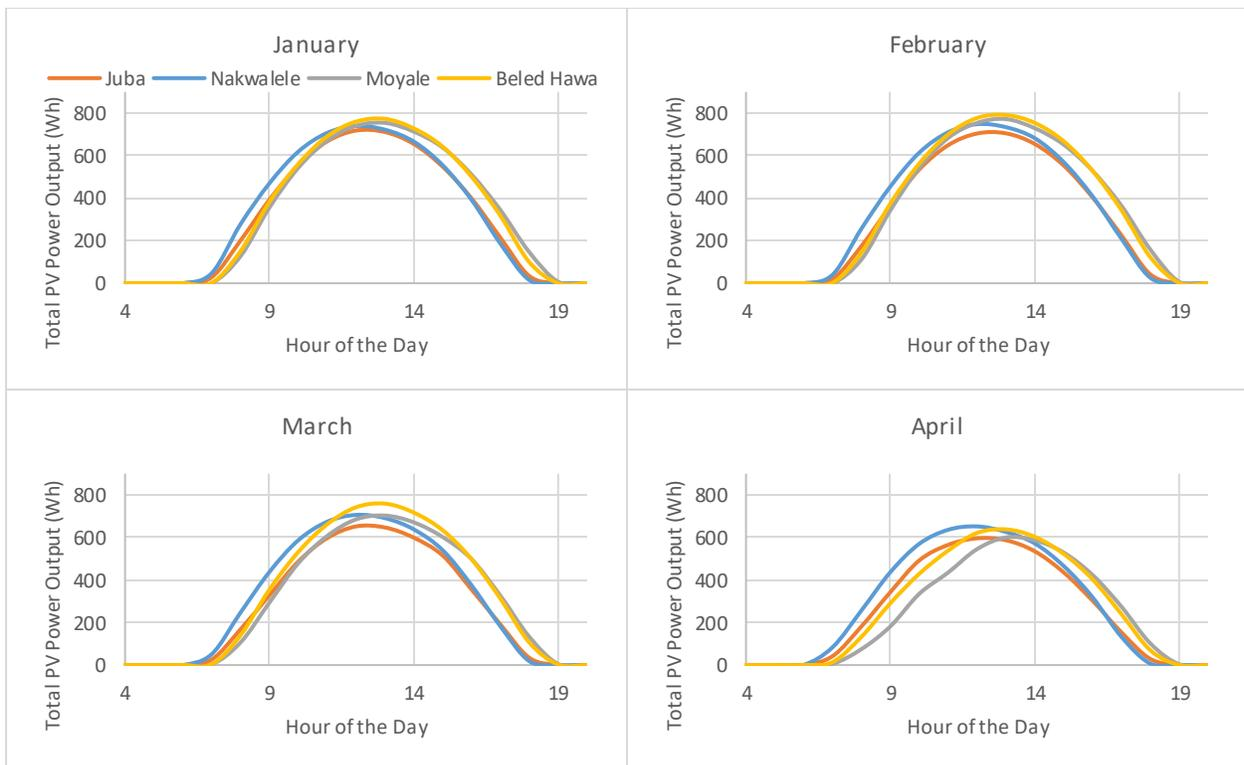 January
Juba Nakwalele Moyale Beled Hawa
Total PV Power Output (Wh)
800
600
400
200
0
4 9 14 19
Hour of the Day
February
Total PV Power Output (Wh)
800
600
400
200
0
4 9 14 19
Hour of the Day
March
Total PV Power Output (Wh)
800
600
400
200
0
4 9 14 19
Hour of the Day
April
Total PV Power Output (Wh)
800
600
400
200
0
4 9 14 19
Hour of the Day